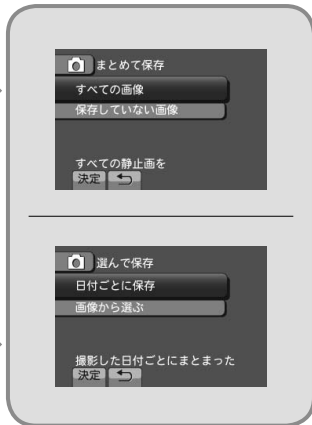 まとめて保存
すべての画像
保存していない画像
すべての静止画を
決定
選んで保存
日付ごとに保存
画像から選ぶ
撮影した日付ごとにまとまった
決定